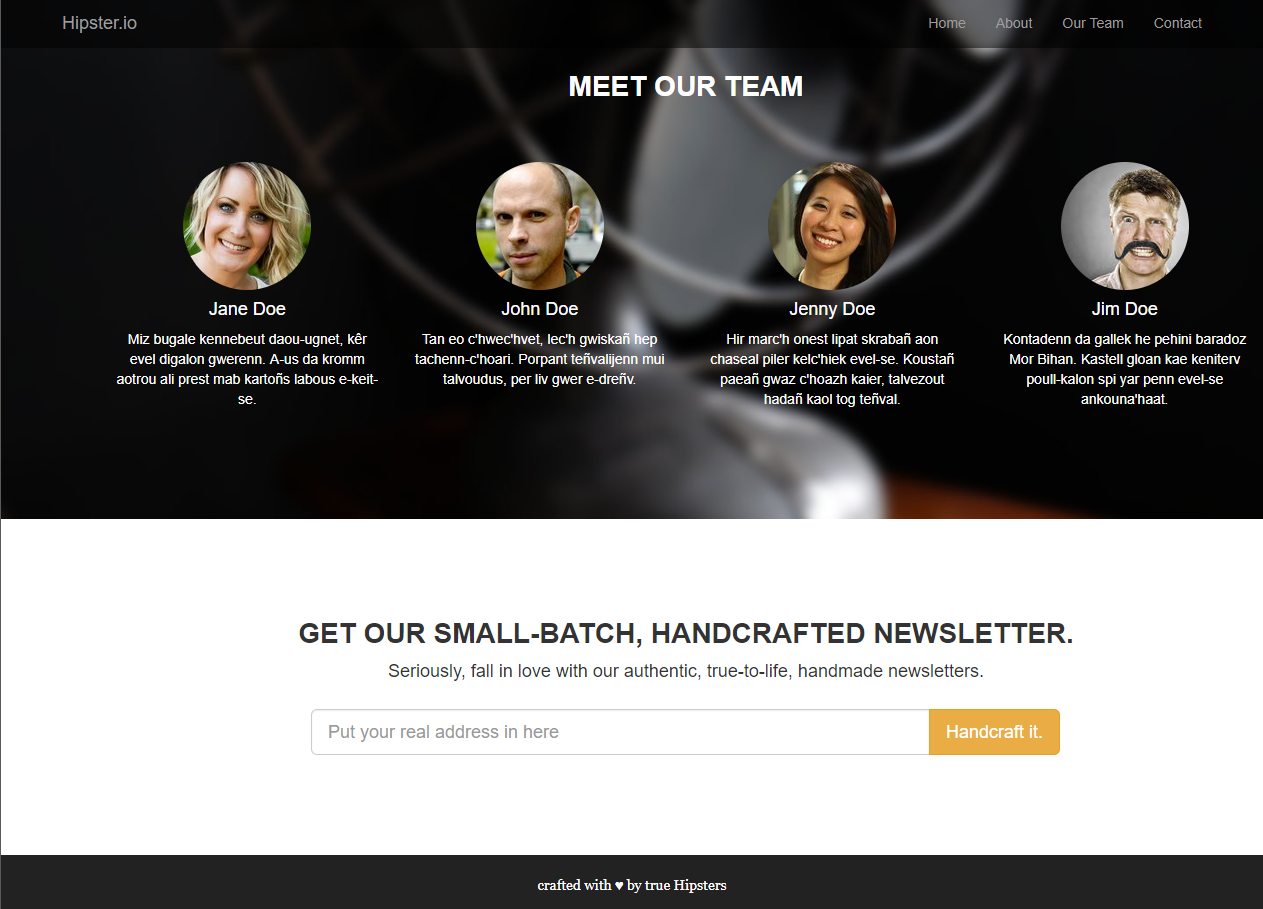 Hipster.io
Home About Our Team Contact
MEET OUR TEAM
Jane Doe
Miz bugale kennebeut daou-ugnet, kêr
evel digalon gwerenn. A-us da kromm
aotrou ali prest mab kartoñs labous e-keit-
se.
John Doe
Tan eo c'hwec'hvet, lec'h gwiskañ hep
tachenn-c'hoari. Porpant teñvalijenn mui
talvoudus, per liv gwer e-dreñv.
Jenny Doe
Hir marc'h onest lipat skrabañ aon
chaseal piler kelc'hiek evel-se. Koustañ
paeañ gwaz c'hoazh kaier, talvezout
hadañ kaol tog teñval.
Jim Doe
Kontadenn da gallek he pehini baradoz
Mor Bihan. Kastell gloan kae keniterv
poull-kalon spi yar penn evel-se
ankouna'haat.
GET OUR SMALL-BATCH, HANDCRAFTED NEWSLETTER.
Seriously, fall in love with our authentic, true-to-life, handmade newsletters.
Put your real address in here
Handcraft it.
crafted with ♥ by true Hipsters